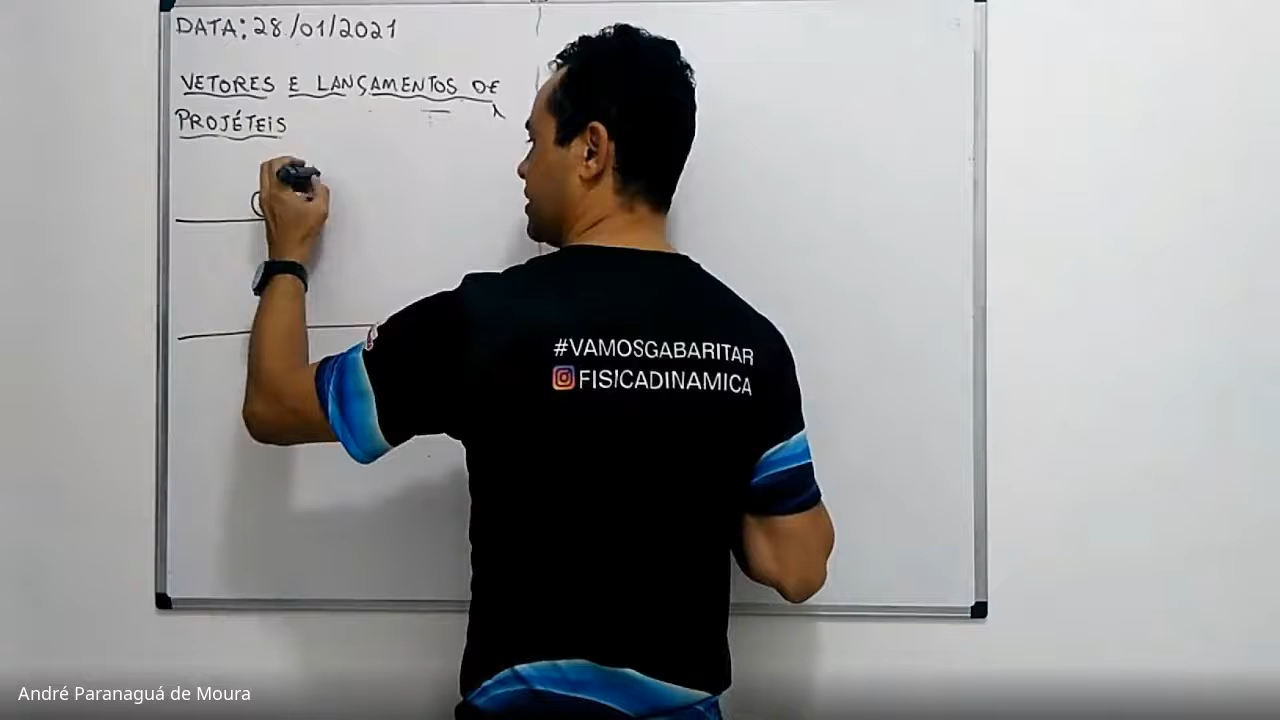 DATA: 28/01/2021
VETORES E LANÇAMENTOS DE
PROJÉTEIS
#VAMOSGABARITAR
FISICADINAMICA
André Paranaguá de Moura